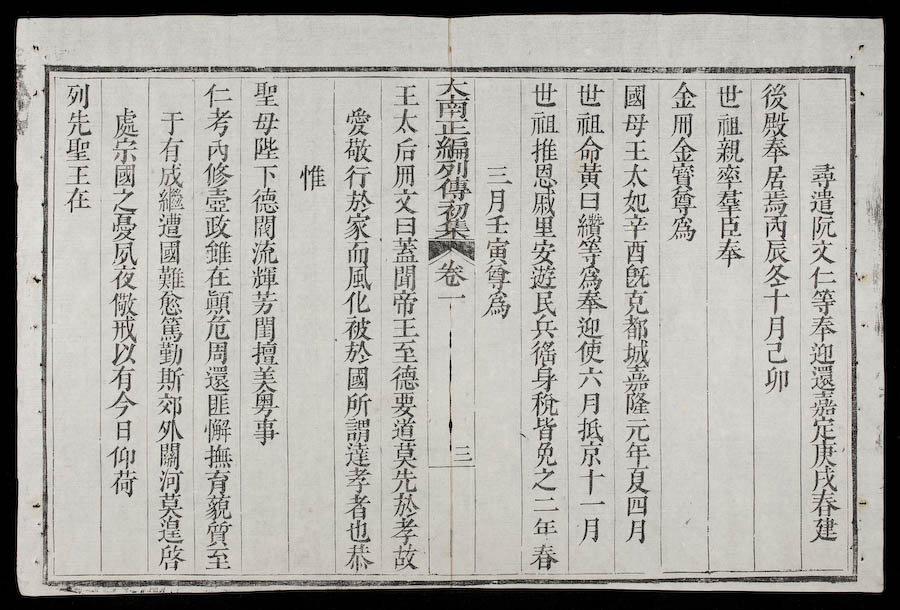 尋遣阮文仁等奉迎還嘉定庚戌春建
後殿奉居焉丙辰冬十月己卯
世祖親率羣臣奉
金冊金寶尊爲
國母王太妃辛酉旣克都城嘉隆元年夏四月
世祖命黃曰纘等爲奉迎使六月抵京十一月
世祖推恩戚里安遊民兵徭身稅皆免之二年春
三月壬寅尊爲
大南正編列傳初集 卷一 三
王太后冊文曰蓋聞帝王至德要道莫先於孝故
愛敬行於家而風化被於國所謂達孝者也恭
惟
聖母陛下德閥流輝芳閨擅美粤事
仁考內修壼政雖在顚危周還匪懈撫育藐質至
于有成繼遭國難愈篤勤斯郊外關河莫遑啓
處宗國之憂夙夜儆戒以有今日仰荷
列先聖王在